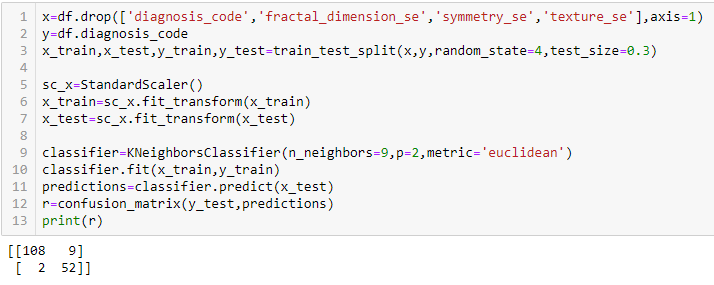 1 x=df.drop(['diagnosis_code','fractal_dimension_se','symmetry_se','texture_se'],axis=1)
2 y=df.diagnosis_code
3 x_train,x_test,y_train,y_test=train_test_split(x,y,random_state=4,test_size=0.3)
4
5 sc_x=StandardScaler()
6 x_train=sc_x.fit_transform(x_train)
7 x_test=sc_x.fit_transform(x_test)
8
9 classifier=KNeighborsClassifier(n_neighbors=9,p=2,metric='euclidean')
10 classifier.fit(x_train,y_train)
11 predictions=classifier.predict(x_test)
12 r=confusion_matrix(y_test,predictions)
13 print(r)
[[108   9]
 [  2  52]]